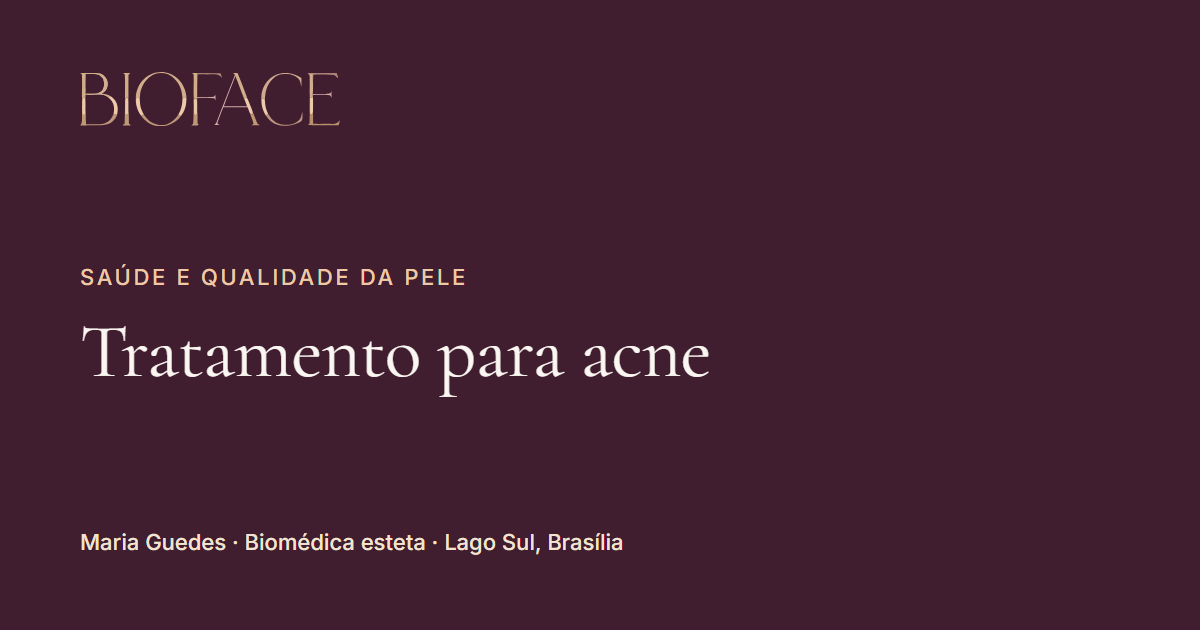 BIOFACE
SAÚDE E QUALIDADE DA PELE
Tratamento para acne
Maria Guedes · Biomédica esteta · Lago Sul, Brasília